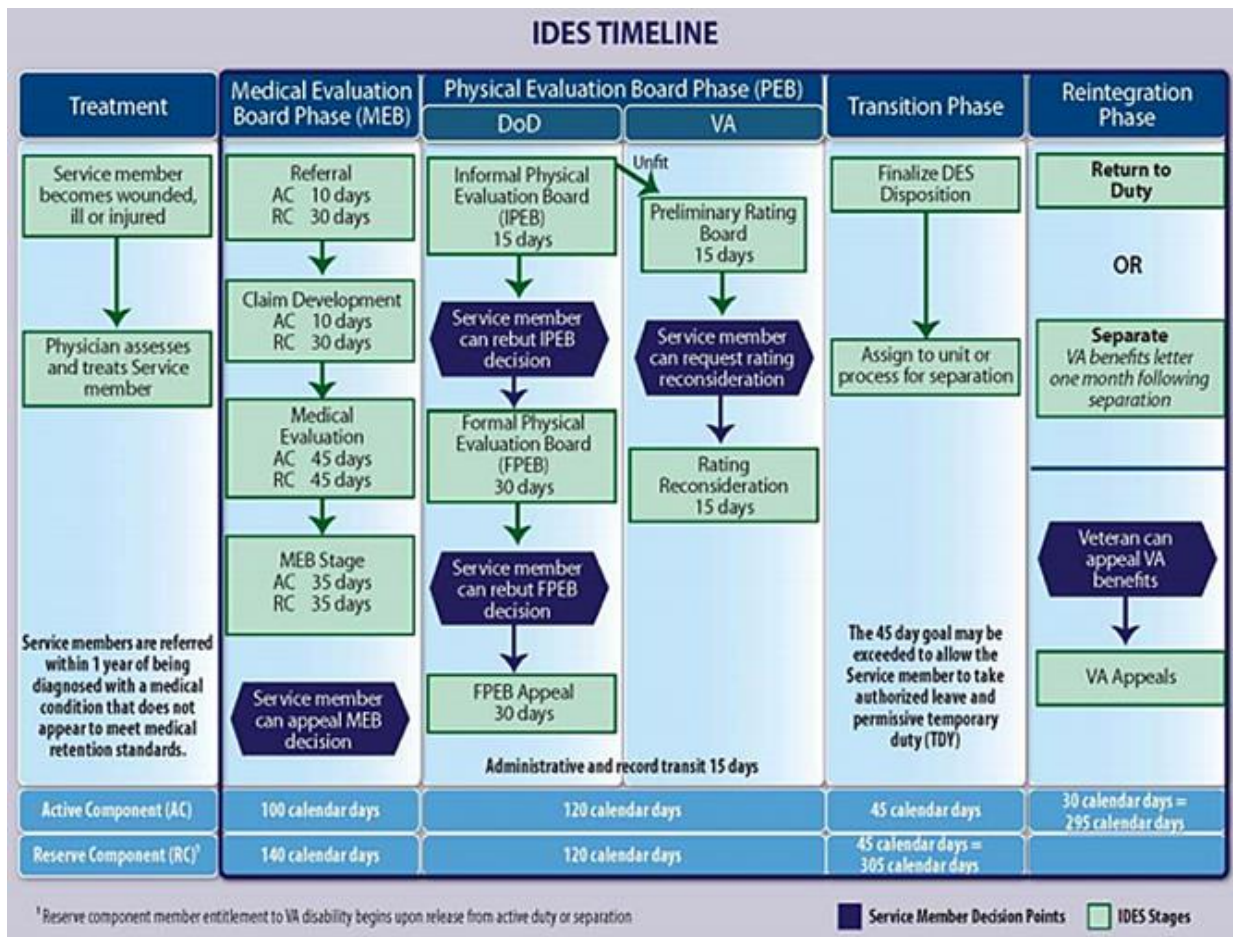 IDES TIMELINE
Treatment
Service member
becomes wounded,
ill or injured
Physician assesses
and treats Service
member
Service members are referred
within 1 year of being
diagnosed with a medical
condition that does not
appear to meet medical
retention standards.
Medical Evaluation
Board Phase (MEB)
Referral
AC 10 days
RC 30 days
Claim Development
AC 10 days
RC 30 days
Medical
Evaluation
AC 45 days
RC 45 days
MEB Stage
AC 35 days
RC 35 days
Service member
can appeal MEB
decision
Physical Evaluation Board Phase (PEB)
DoD
Informal Physical
Evaluation Board
(IPEB)
15 days
Service member
can rebut IPEB
decision
Formal Physical
Evaluation Board
(FPEB)
30 days
Service member
can rebut FPEB
decision
FPEB Appeal
30 days
VA
Unfit
Preliminary Rating
Board
15 days
Service member
can request rating
reconsideration
Rating
Reconsideration
15 days
Administrative and record transit 15 days
Transition Phase
Finalize DES
Disposition
Assign to unit or
process for separation
The 45 day goal may be
exceeded to allow the
Service member to take
authorized leave and
permissive temporary
duty (TDY)
Reintegration
Phase
Return to
Duty
OR
Separate
VA benefits letter
one month following
separation
Veteran can
appeal VA
benefits
VA Appeals
Active Component (AC)
100 calendar days
120 calendar days
45 calendar days
30 calendar days =
295 calendar days
Reserve Component (RC)¹
140 calendar days
120 calendar days
45 calendar days =
305 calendar days
¹Reserve component member entitlement to VA disability begins upon release from active duty or separation
Service Member Decision Points
IDES Stages